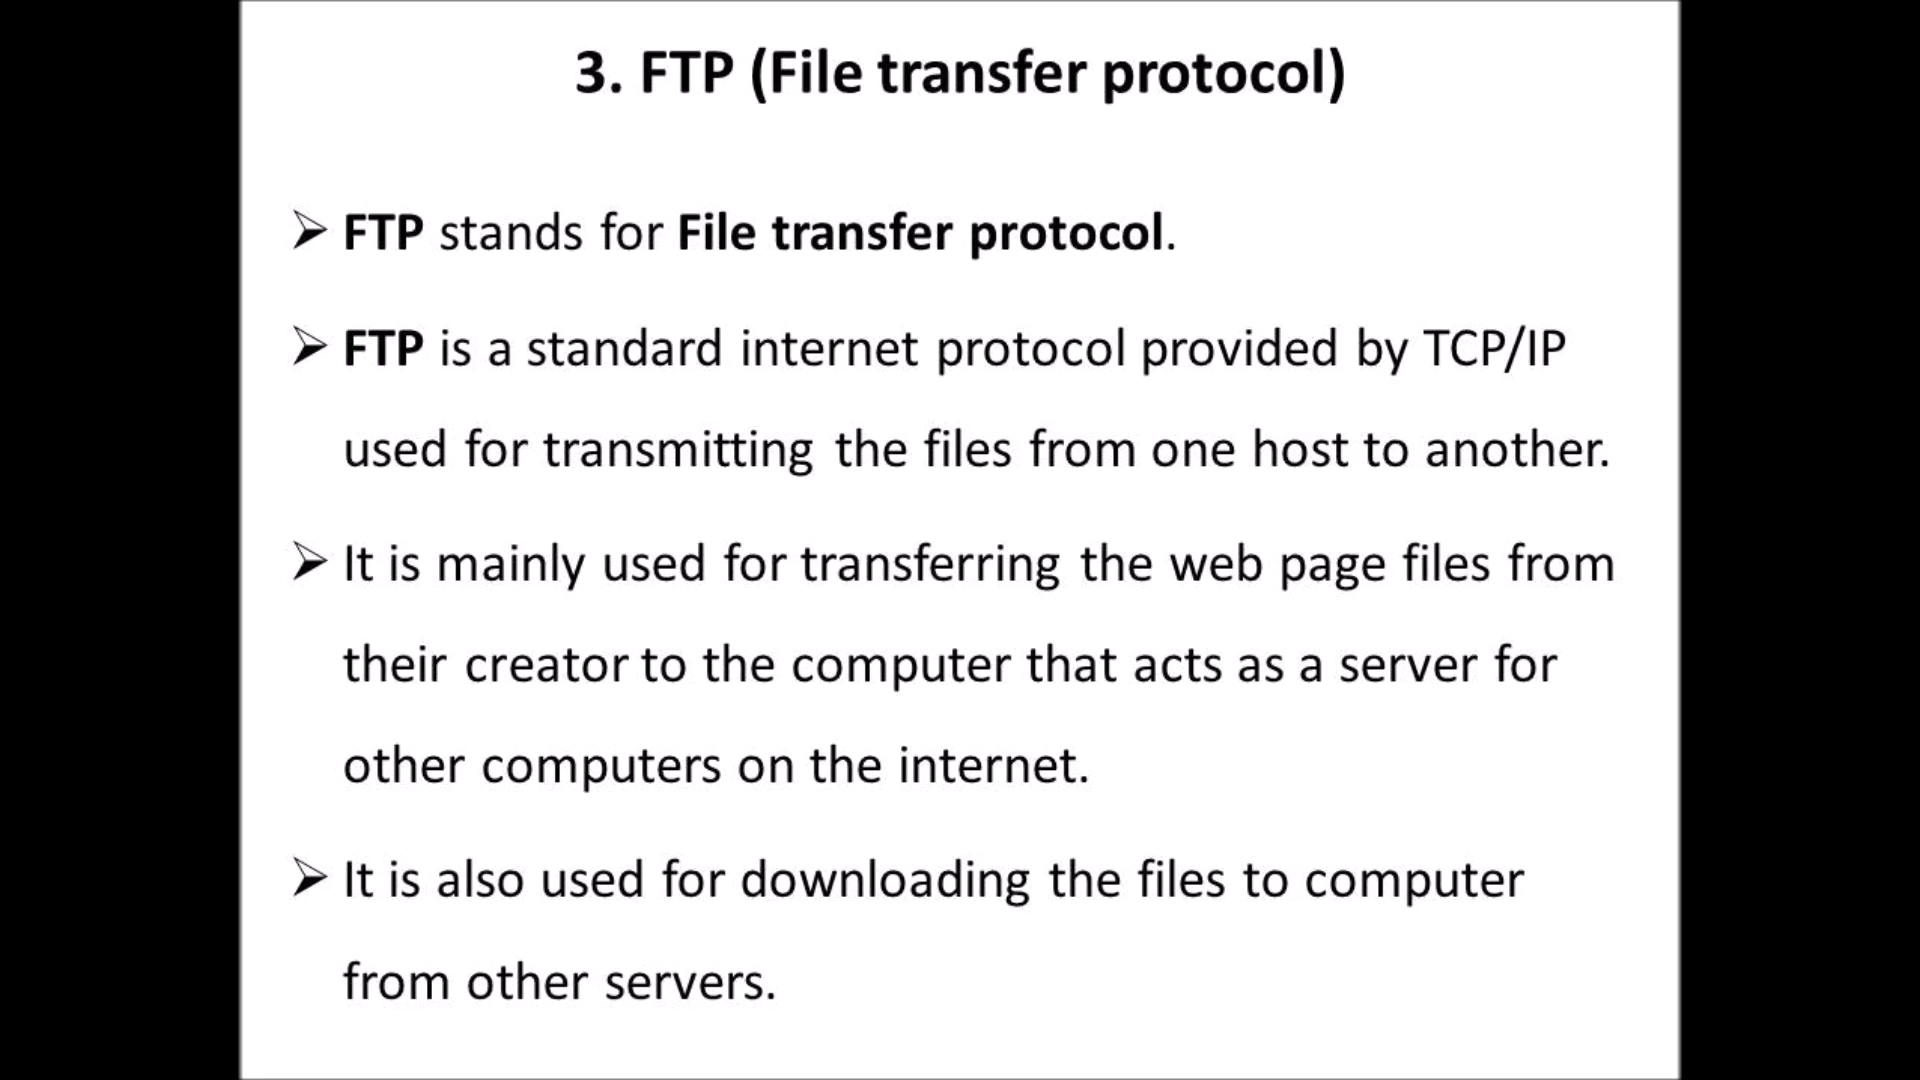 3. FTP (File transfer protocol)
➢ FTP stands for File transfer protocol.
➢ FTP is a standard internet protocol provided by TCP/IP
used for transmitting the files from one host to another.
➢ It is mainly used for transferring the web page files from
their creator to the computer that acts as a server for
other computers on the internet.
➢ It is also used for downloading the files to computer
from other servers.